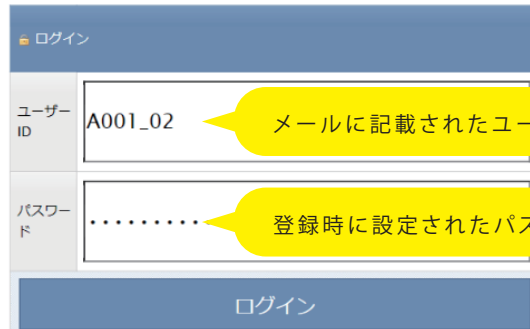 ログイン
ユーザー
ID
A001_02
メールに記載されたユー
パスワー
ド
登録時に設定されたパス
ログイン